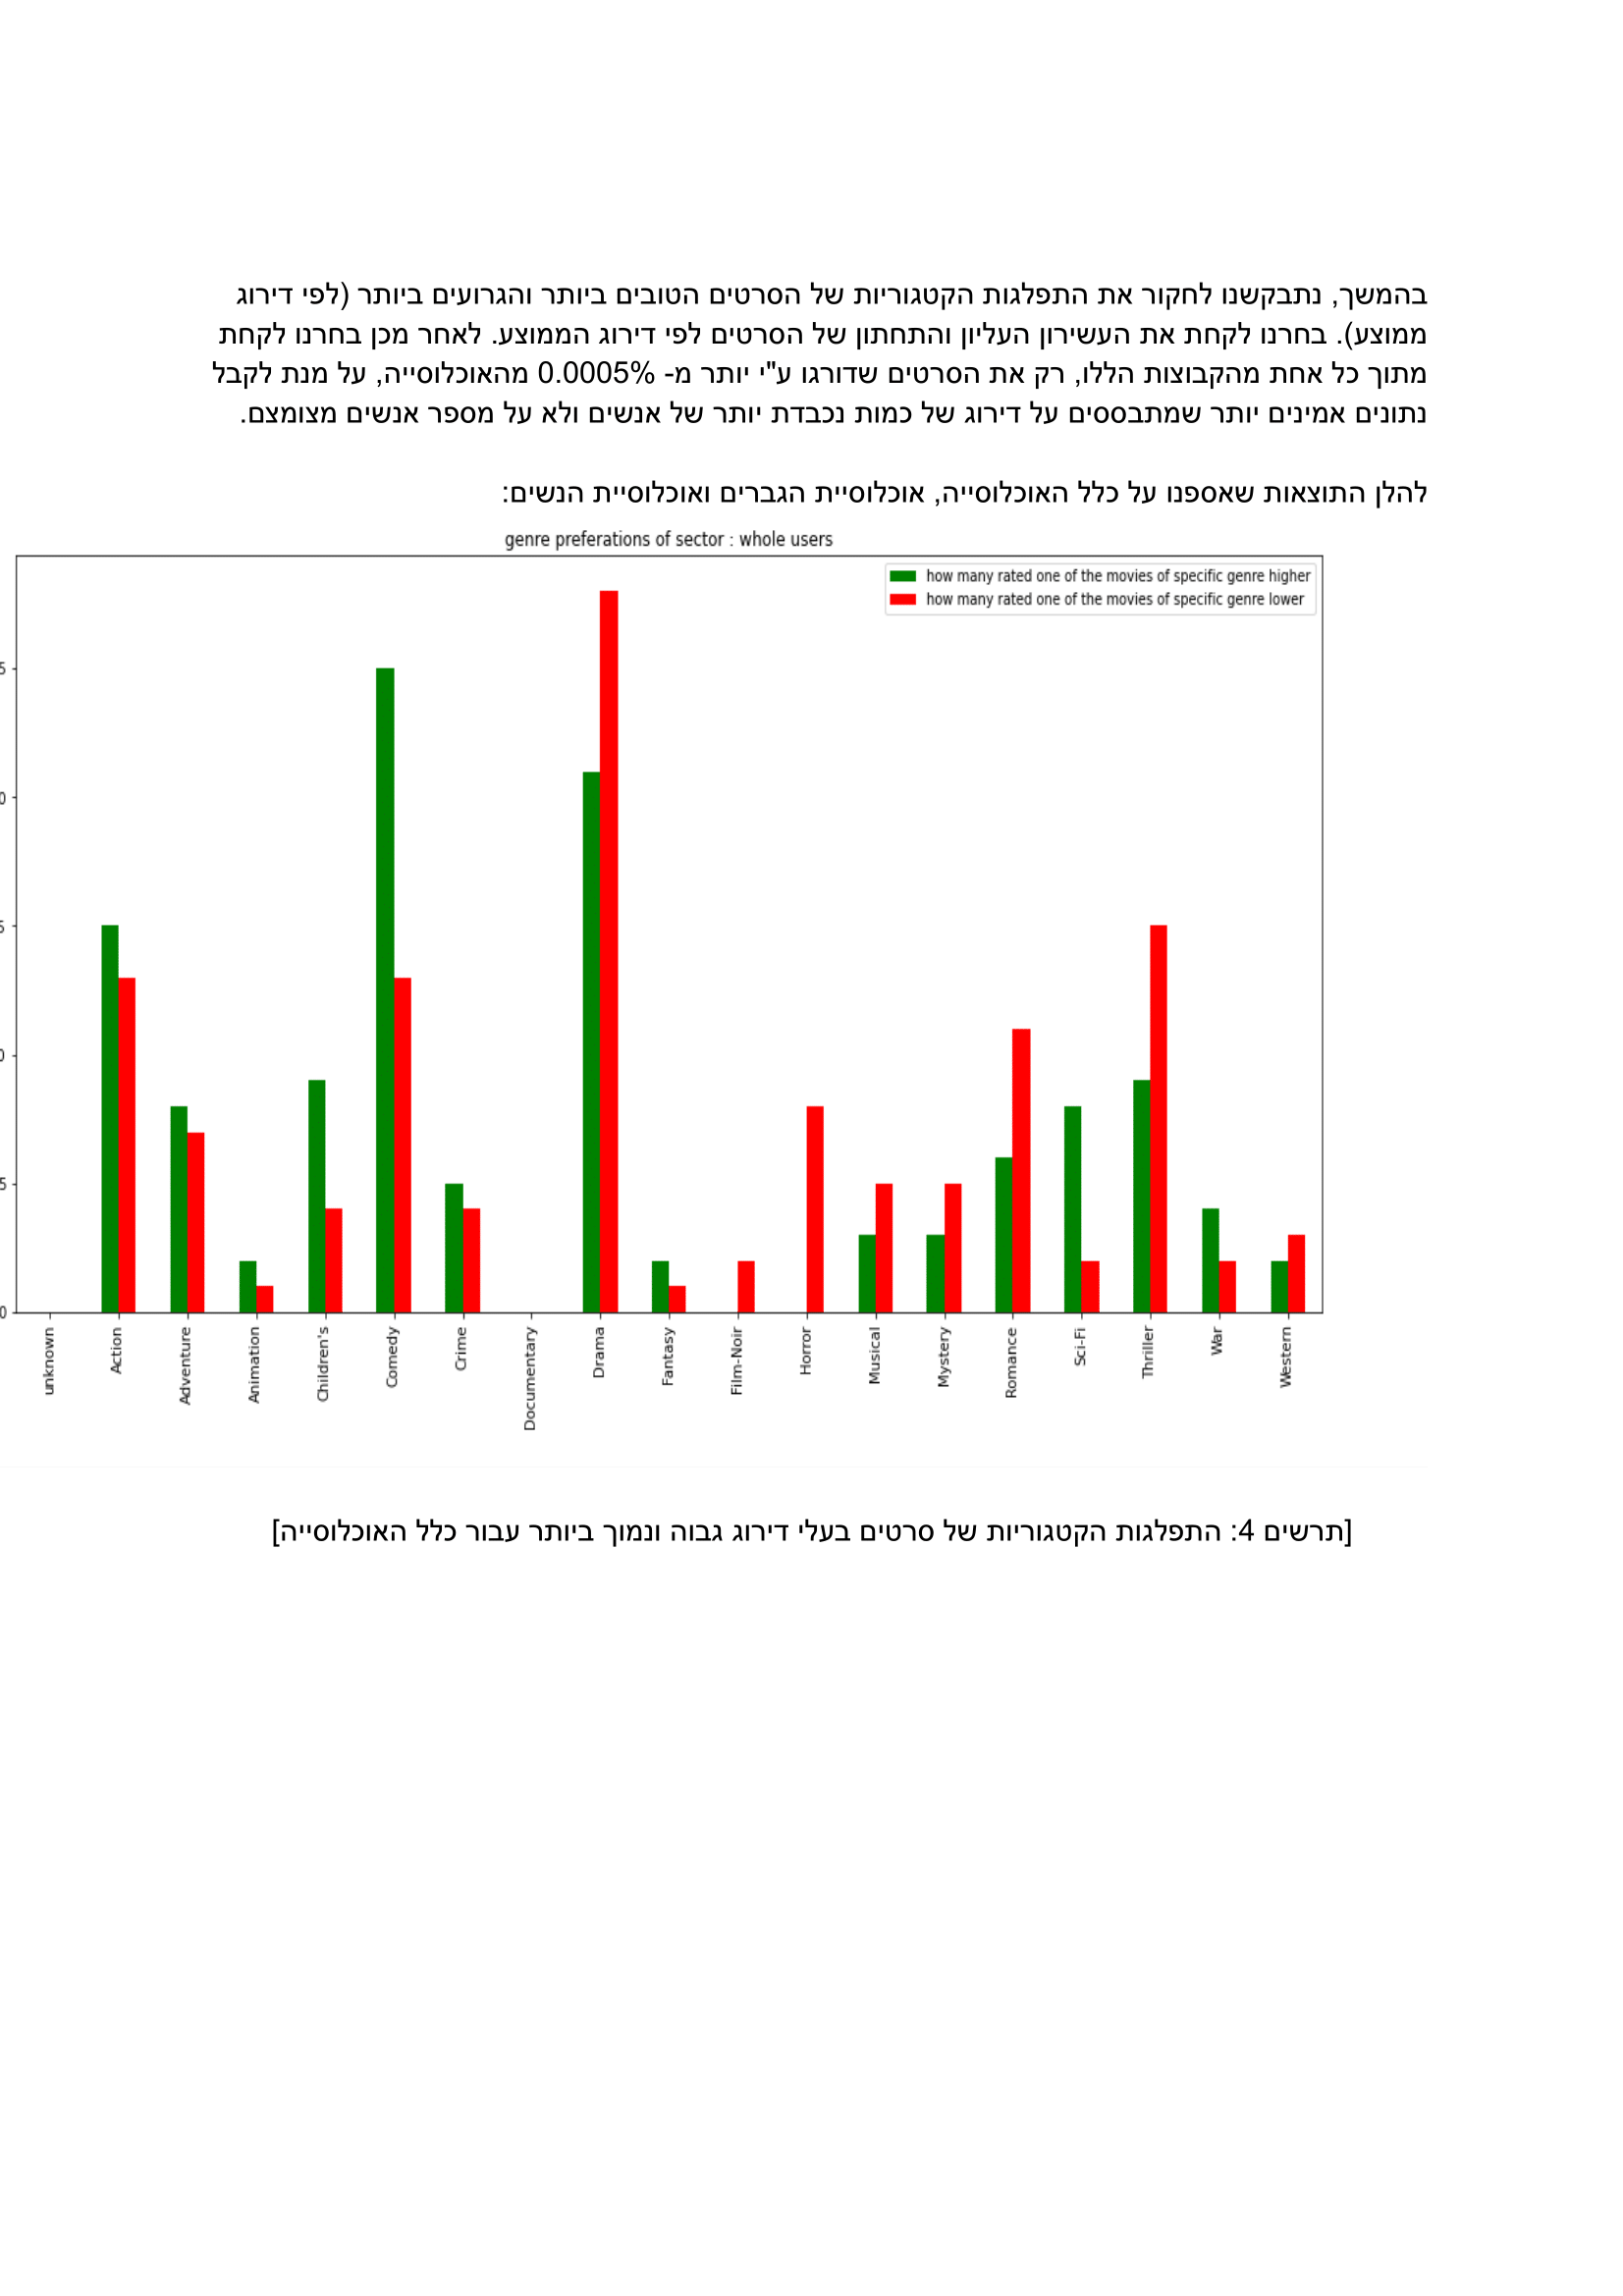 בהמשך, נתבקשנו לחקור את התפלגות הקטגוריות של הסרטים הטובים ביותר והגרועים ביותר (לפי דירוג
ממוצע). בחרנו לקחת את העשירון העליון והתחתון של הסרטים לפי דירוג הממוצע. לאחר מכן בחרנו לקחת
מתוך כל אחת מהקבוצות הללו, רק את הסרטים שדורגו ע"י יותר מ- 0.0005% מהאוכלוסייה, על מנת לקבל
נתונים אמינים יותר שמתבססים על דירוג של כמות נכבדת יותר של אנשים ולא על מספר אנשים מצומצם.
להלן התוצאות שאספנו על כלל האוכלוסייה, אוכלוסיית הגברים ואוכלוסיית הנשים:
genre preferations of sector : whole users
how many rated one of the movies of specific genre higher
how many rated one of the movies of specific genre lower
5
0
5
0
5
0
unknown
Action
Adventure
Animation
Children's
Comedy
Crime
Documentary
Drama
Fantasy
Film-Noir
Horror
Musical
Mystery
Romance
Sci-Fi
Thriller
War
Western
[תרשים 4: התפלגות הקטגוריות של סרטים בעלי דירוג גבוה ונמוך ביותר עבור כלל האוכלוסייה]